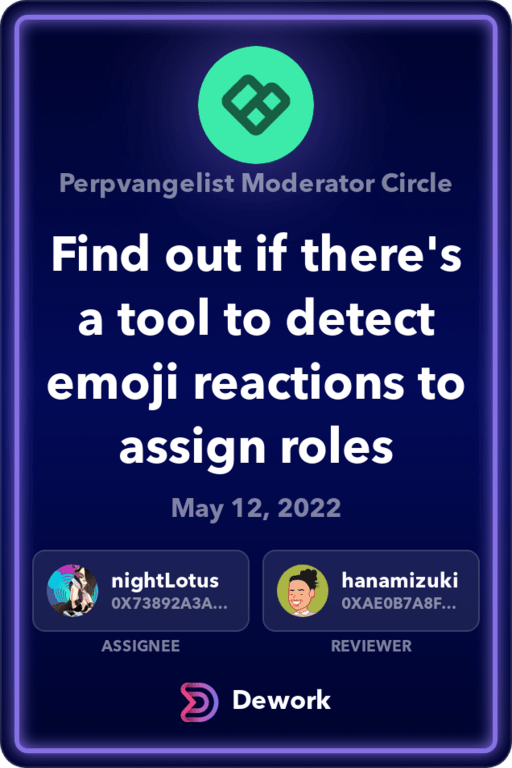 Perpvangelist Moderator Circle
Find out if there's
a tool to detect
emoji reactions to
assign roles
May 12, 2022
nightLotus
0X73892A3A...
hanamizuki
0XAE0B7A8F...
ASSIGNEE
REVIEWER
Dework